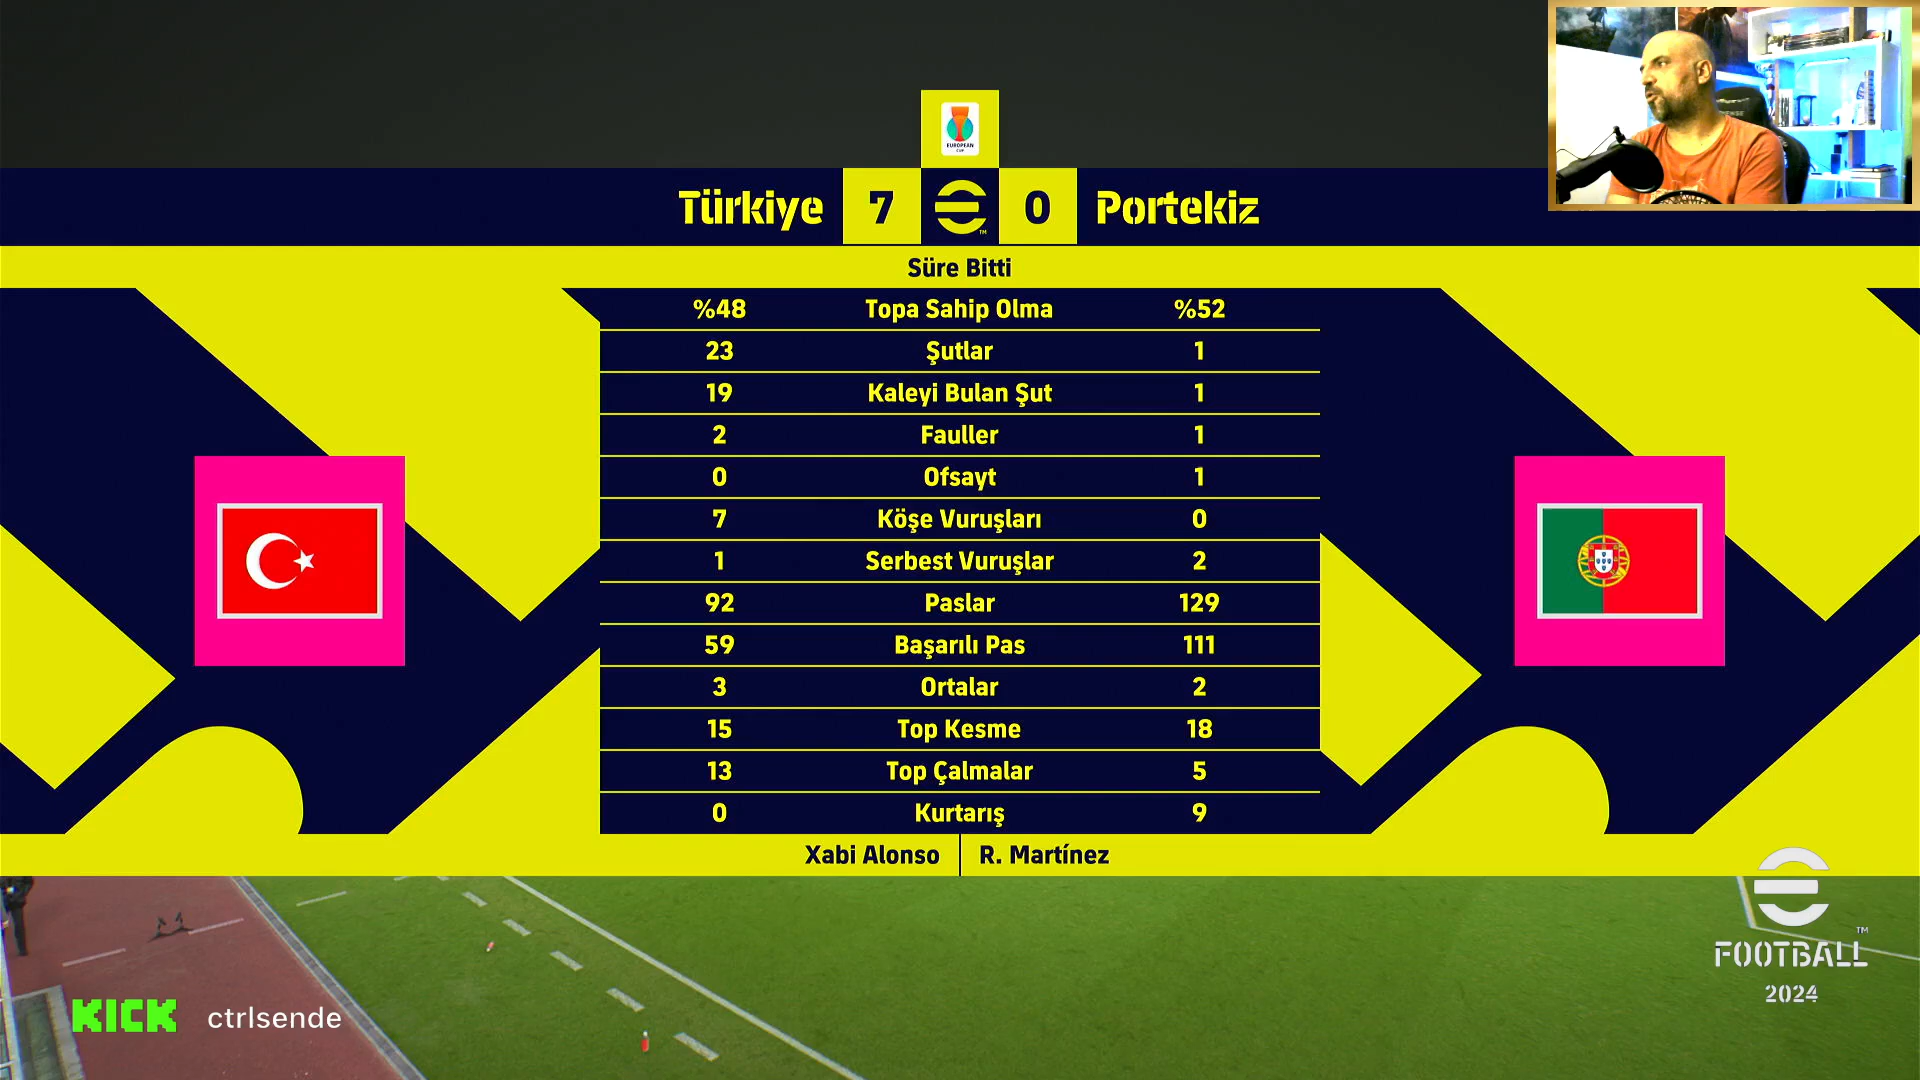 EUROPEAN
CUP
Türkiye 7 0 Portekiz
TM
Süre Bitti
%48 Topa Sahip Olma %52
23 Şutlar 1
19 Kaleyi Bulan Şut 1
2 Fauller 1
0 Ofsayt 1
7 Köşe Vuruşları 0
1 Serbest Vuruşlar 2
92 Paslar 129
59 Başarılı Pas 111
3 Ortalar 2
15 Top Kesme 18
13 Top Çalmalar 5
0 Kurtarış 9
Xabi Alonso R. Martínez
TM
FOOTBALL
2024
KICK ctrlsende